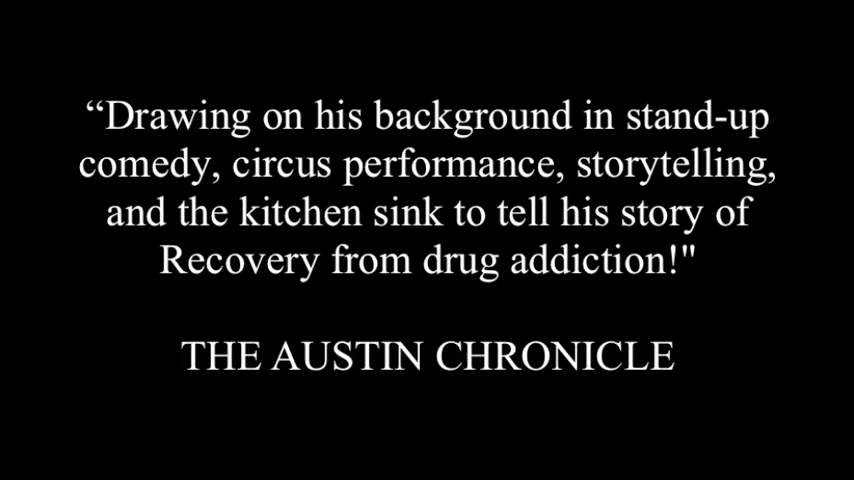 “Drawing on his background in stand-up
comedy, circus performance, storytelling,
and the kitchen sink to tell his story of
Recovery from drug addiction!"
THE AUSTIN CHRONICLE